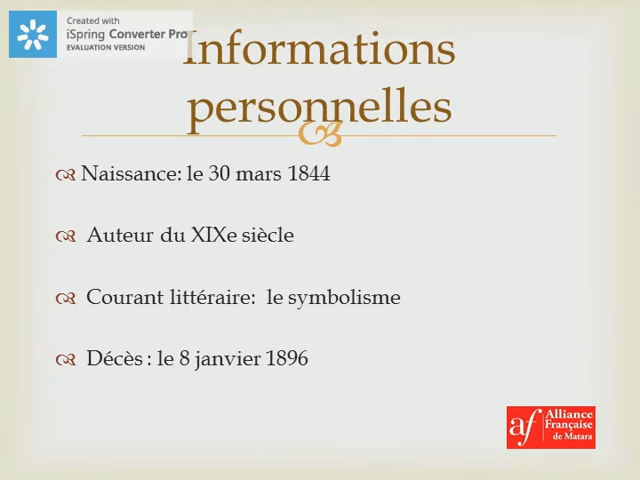 Created with
iSpring Converter Pro
EVALUATION VERSION
Informations
personnelles
Naissance: le 30 mars 1844
Auteur du XIXe siècle
Courant littéraire: le symbolisme
Décès : le 8 janvier 1896
af Alliance
Française
de Matara